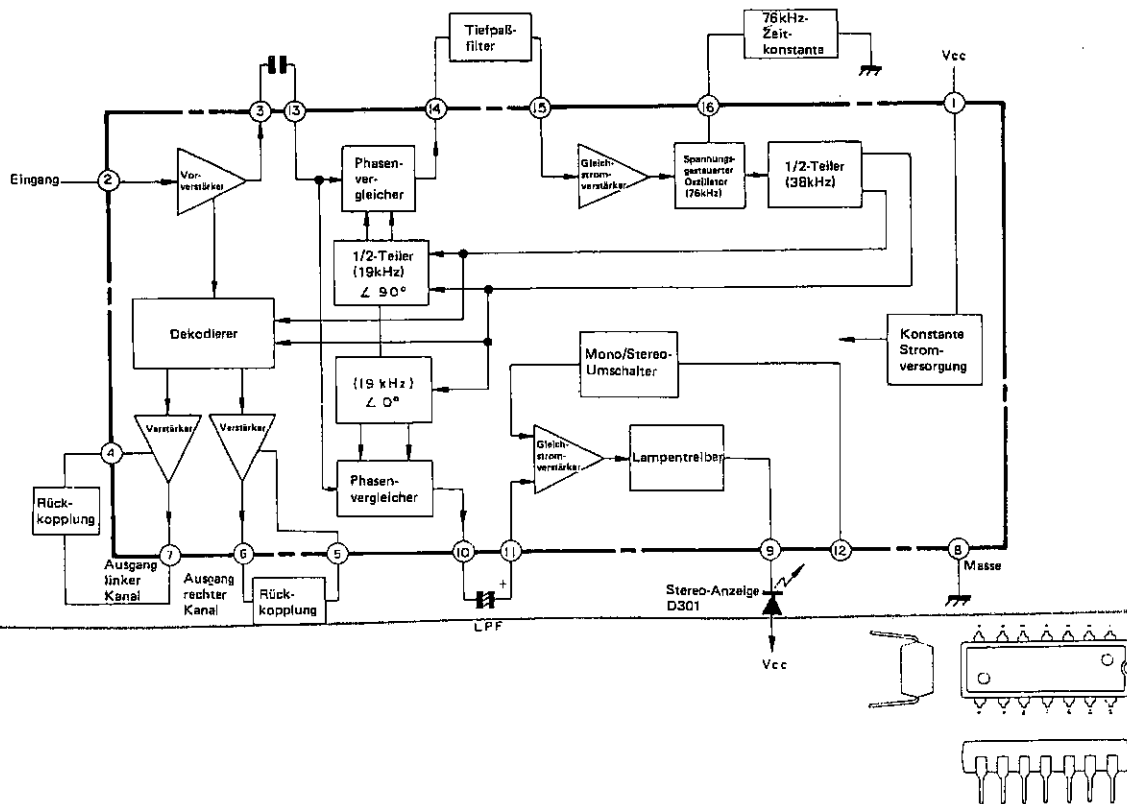 Tiefpaß-
filter
76kHz-
Zeit-
konstante
Vcc
3
13
14
15
16
1
Eingang
2
Vor-
verstärker
Phasen-
ver-
gleicher
Gleich-
strom-
verstärker
Spannungs-
gesteuerter
Oszillator
(76kHz)
1/2-Teiler
(38kHz)
1/2-Teiler
(19kHz)
∠ 90°
Dekodierer
(19 kHz)
∠ 0°
Mono/Stereo-
Umschalter
Konstante
Strom-
versorgung
Verstärker
Verstärker
4
Gleich-
strom-
verstärker
Lampentreiber
Phasen-
vergleicher
Rück-
kopplung
7
6
5
10
11
9
12
8
Masse
Ausgang
linker
Kanal
Ausgang
rechter
Kanal
Rück-
kopplung
+
LPF
Stereo-Anzeige
D301
Vcc